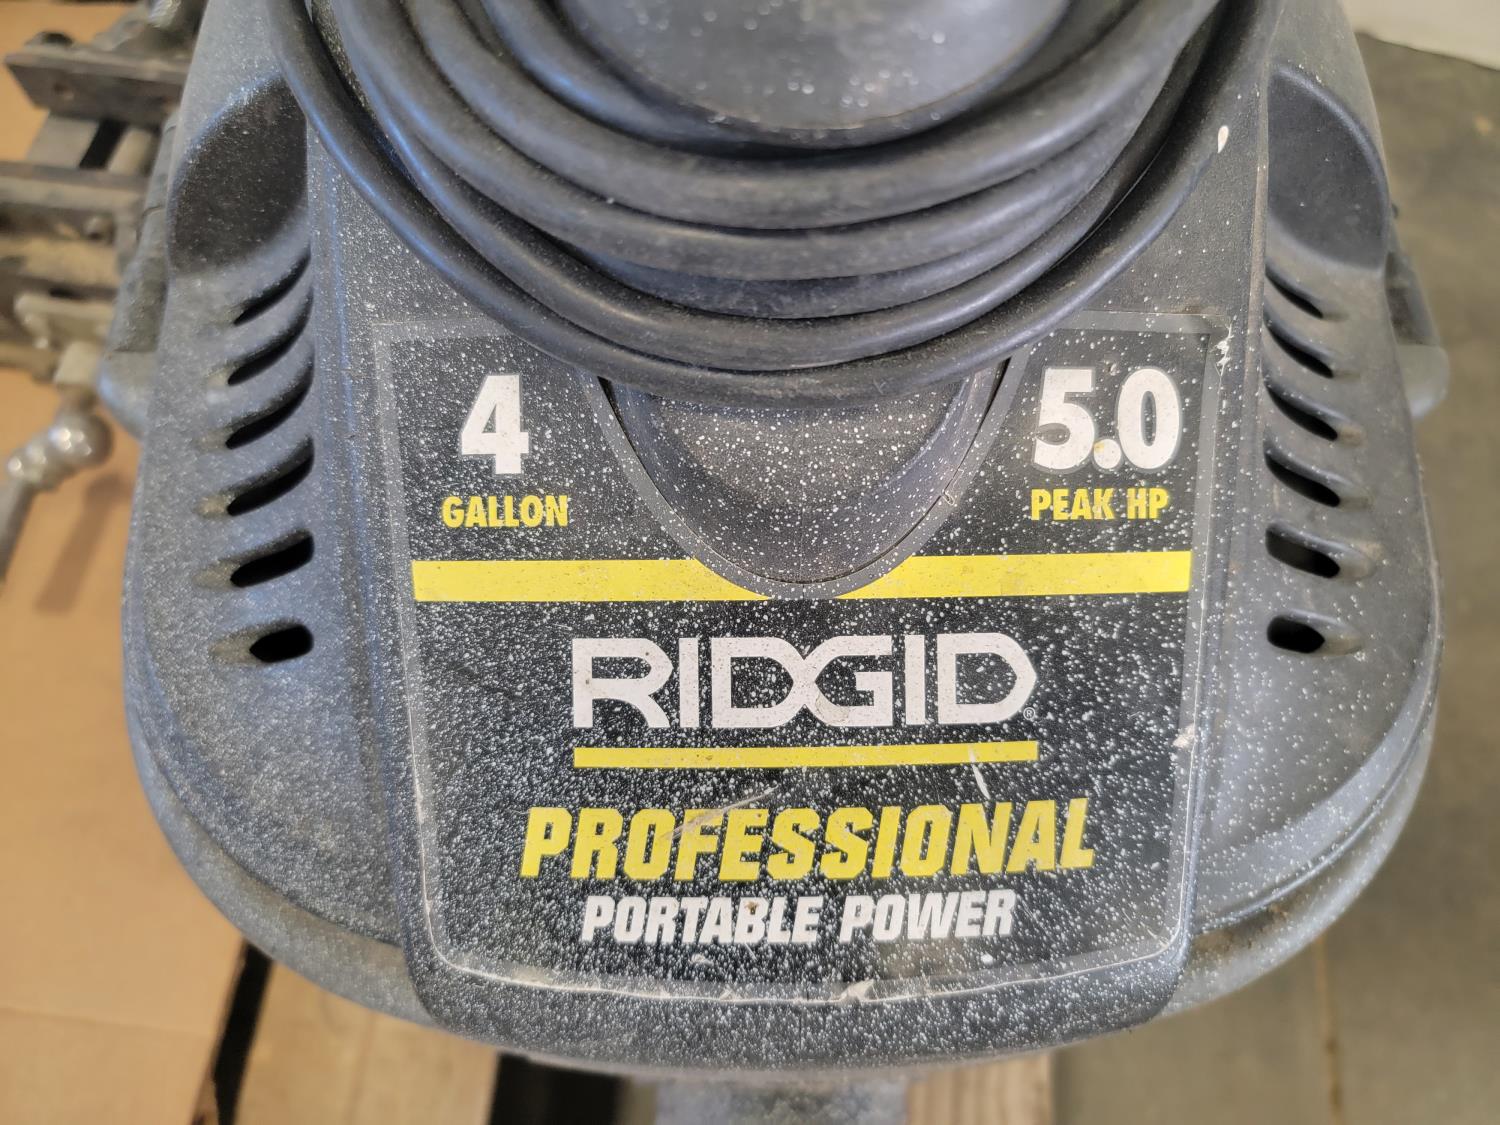 4
GALLON
5.0
PEAK HP
RIDGID®
PROFESSIONAL
PORTABLE POWER